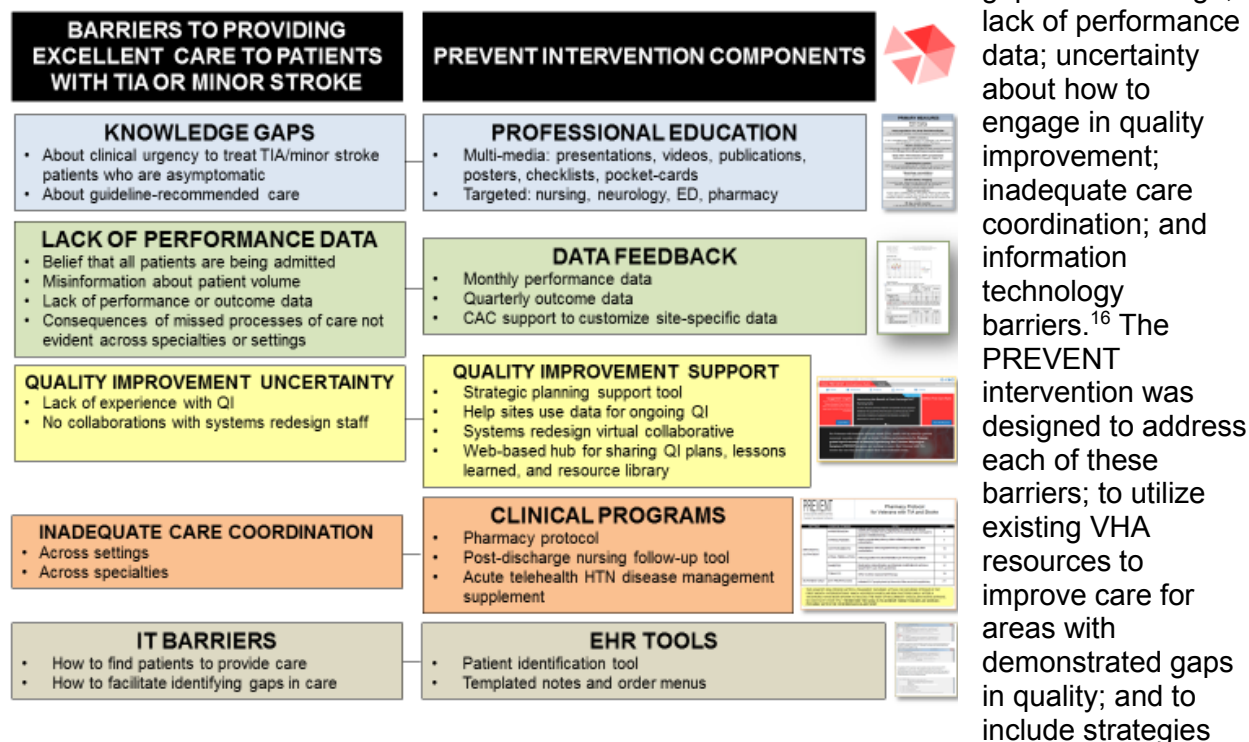 BARRIERS TO PROVIDING
EXCELLENT CARE TO PATIENTS
WITH TIA OR MINOR STROKE
PREVENT INTERVENTION COMPONENTS
KNOWLEDGE GAPS
• About clinical urgency to treat TIA/minor stroke
patients who are asymptomatic
• About guideline-recommended care
PROFESSIONAL EDUCATION
• Multi-media: presentations, videos, publications,
posters, checklists, pocket-cards
• Targeted: nursing, neurology, ED, pharmacy
LACK OF PERFORMANCE DATA
• Belief that all patients are being admitted
• Misinformation about patient volume
• Lack of performance or outcome data
• Consequences of missed processes of care not
evident across specialties or settings
DATA FEEDBACK
• Monthly performance data
• Quarterly outcome data
• CAC support to customize site-specific data
QUALITY IMPROVEMENT UNCERTAINTY
• Lack of experience with QI
• No collaborations with systems redesign staff
QUALITY IMPROVEMENT SUPPORT
• Strategic planning support tool
• Help sites use data for ongoing QI
• Systems redesign virtual collaborative
• Web-based hub for sharing QI plans, lessons
learned, and resource library
INADEQUATE CARE COORDINATION
• Across settings
• Across specialties
CLINICAL PROGRAMS
• Pharmacy protocol
• Post-discharge nursing follow-up tool
• Acute telehealth HTN disease management
supplement
PREVENT
Pharmacy Protocol
for Veterans with TIA and Stroke
IT BARRIERS
• How to find patients to provide care
• How to facilitate identifying gaps in care
EHR TOOLS
• Patient identification tool
• Templated notes and order menus
lack of performance
data; uncertainty
about how to
engage in quality
improvement;
inadequate care
coordination; and
information
technology
barriers.16 The
PREVENT
intervention was
designed to address
each of these
barriers; to utilize
existing VHA
resources to
improve care for
areas with
demonstrated gaps
in quality; and to
include strategies